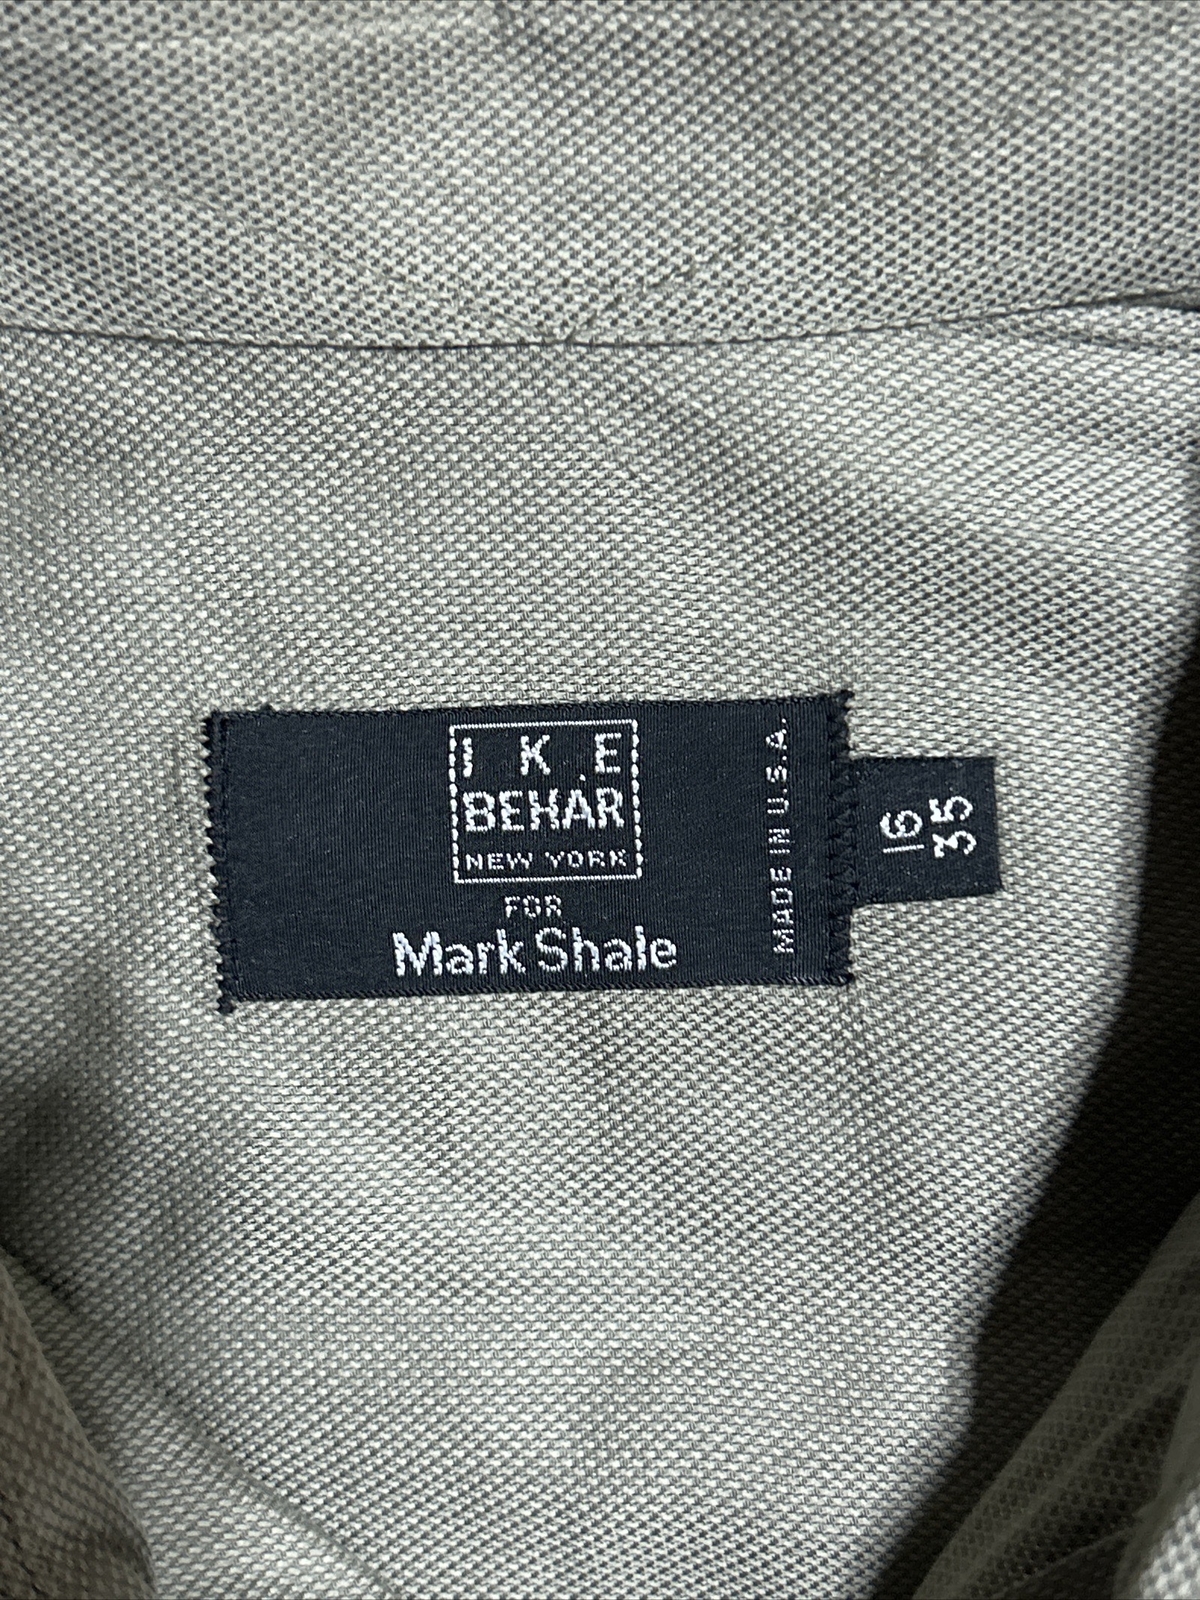 I K E
BEHAR
NEW YORK
FOR
Mark Shale
MADE IN U.S.A.
16
35